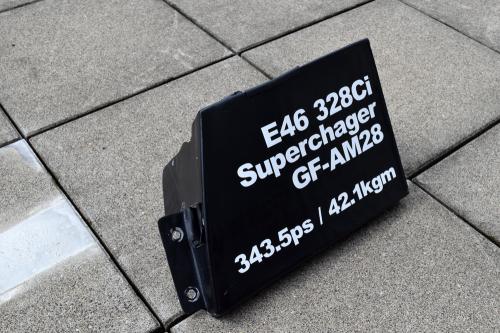 E46 328Ci
Superchager
GF-AM28
343.5ps / 42.1kgm